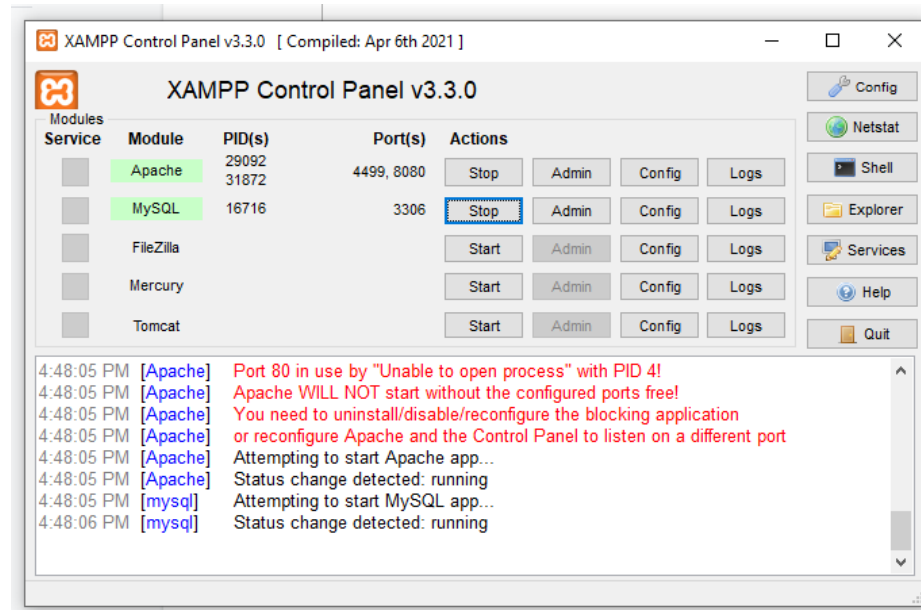 XAMPP Control Panel v3.3.0 [ Compiled: Apr 6th 2021 ]
XAMPP Control Panel v3.3.0
Config
Modules
Service Module PID(s) Port(s) Actions
Netstat
Apache 29092 31872 4499, 8080 Stop Admin Config Logs
Shell
MySQL 16716 3306 Stop Admin Config Logs
Explorer
FileZilla Start Admin Config Logs
Services
Mercury Start Admin Config Logs
Help
Tomcat Start Admin Config Logs
Quit
4:48:05 PM [Apache] Port 80 in use by "Unable to open process" with PID 4!
4:48:05 PM [Apache] Apache WILL NOT start without the configured ports free!
4:48:05 PM [Apache] You need to uninstall/disable/reconfigure the blocking application
4:48:05 PM [Apache] or reconfigure Apache and the Control Panel to listen on a different port
4:48:05 PM [Apache] Attempting to start Apache app...
4:48:05 PM [Apache] Status change detected: running
4:48:05 PM [mysql] Attempting to start MySQL app...
4:48:06 PM [mysql] Status change detected: running